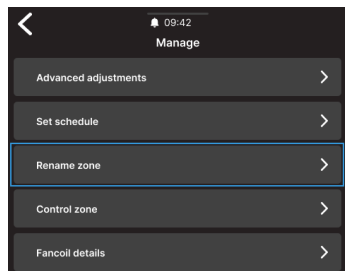 09:42
Manage
Advanced adjustments
Set schedule
Rename zone
Control zone
Fancoil details